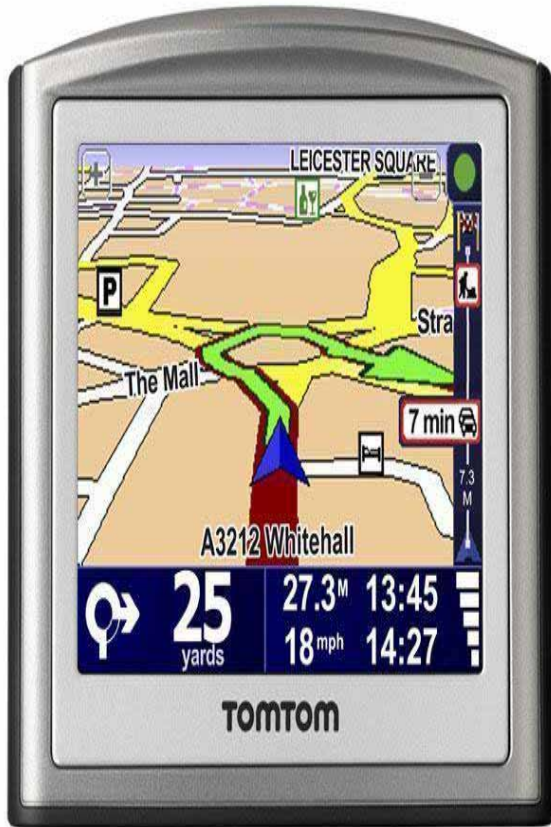 LEICESTER SQUARE
P
Stra
The Mall
7 min
7.3
M
A3212 Whitehall
25
yards
27.3M 13:45
18mph 14:27
TOMTOM